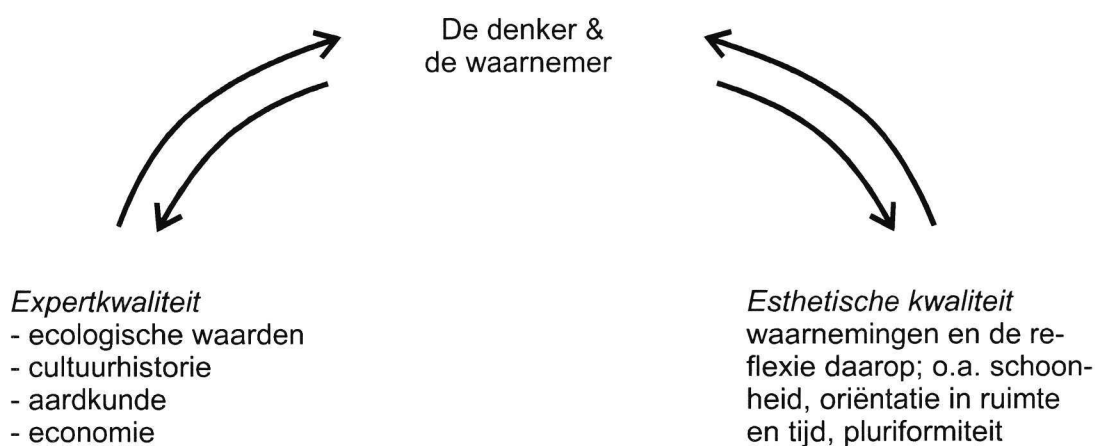 De denker &
de waarnemer
Expertkwaliteit
- ecologische waarden
- cultuurhistorie
- aardkunde
- economie
Esthetische kwaliteit
waarnemingen en de re-
flexie daarop; o.a. schoon-
heid, oriëntatie in ruimte
en tijd, pluriformiteit